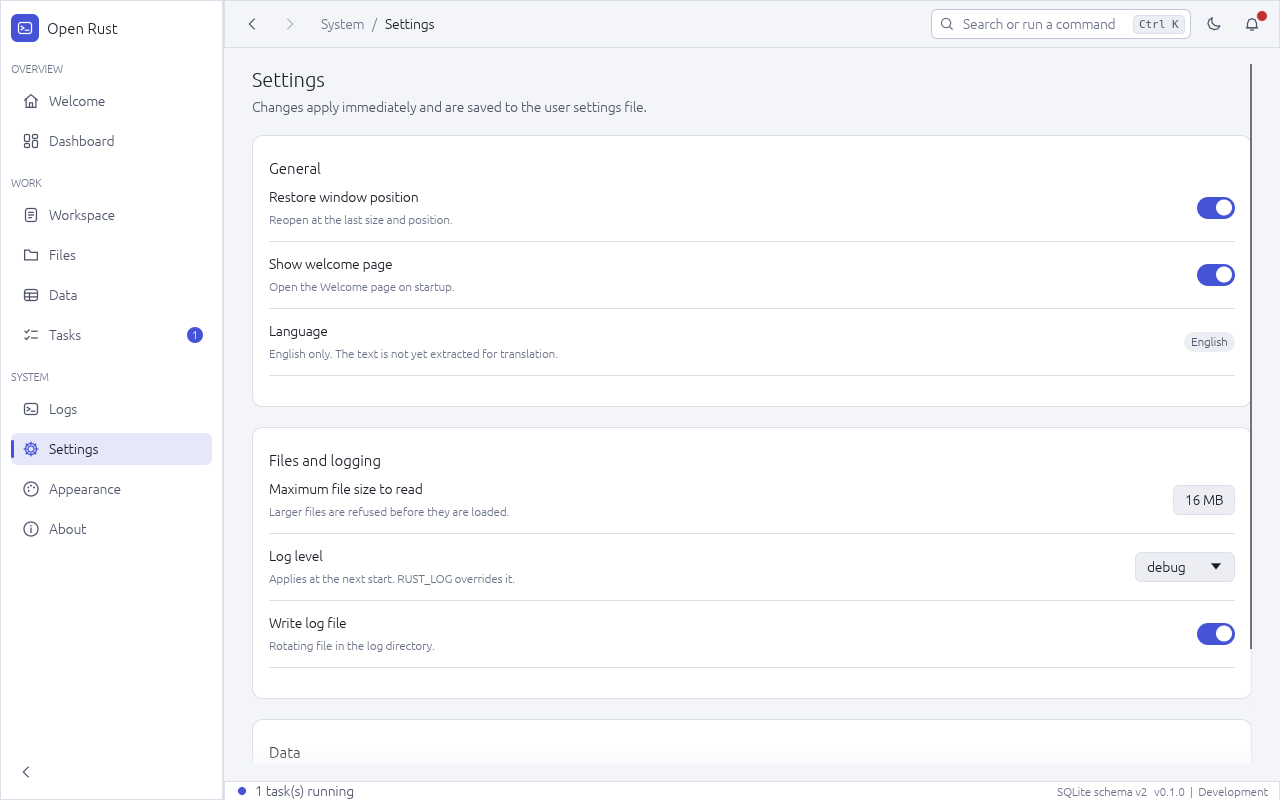 Open Rust
OVERVIEW
Welcome
Dashboard
WORK
Workspace
Files
Data
Tasks
1
SYSTEM
Logs
Settings
Appearance
About
System / Settings
Search or run a command
Ctrl K
Settings
Changes apply immediately and are saved to the user settings file.
General
Restore window position
Reopen at the last size and position.
Show welcome page
Open the Welcome page on startup.
Language
English only. The text is not yet extracted for translation.
English
Files and logging
Maximum file size to read
Larger files are refused before they are loaded.
16 MB
Log level
Applies at the next start. RUST_LOG overrides it.
debug
Write log file
Rotating file in the log directory.
Data
1 task(s) running
SQLite schema v2 v0.1.0 | Development